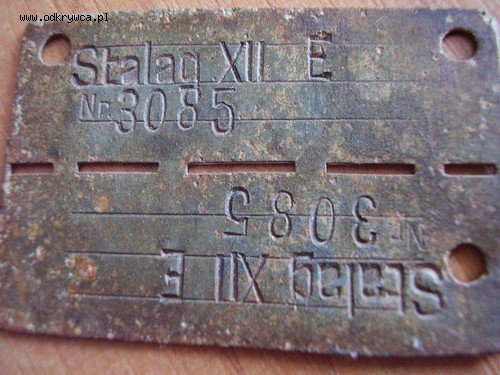 www.odkrywca.pl
Stalag XII E
Nr. 3085
Nr. 3085
Stalag XII E